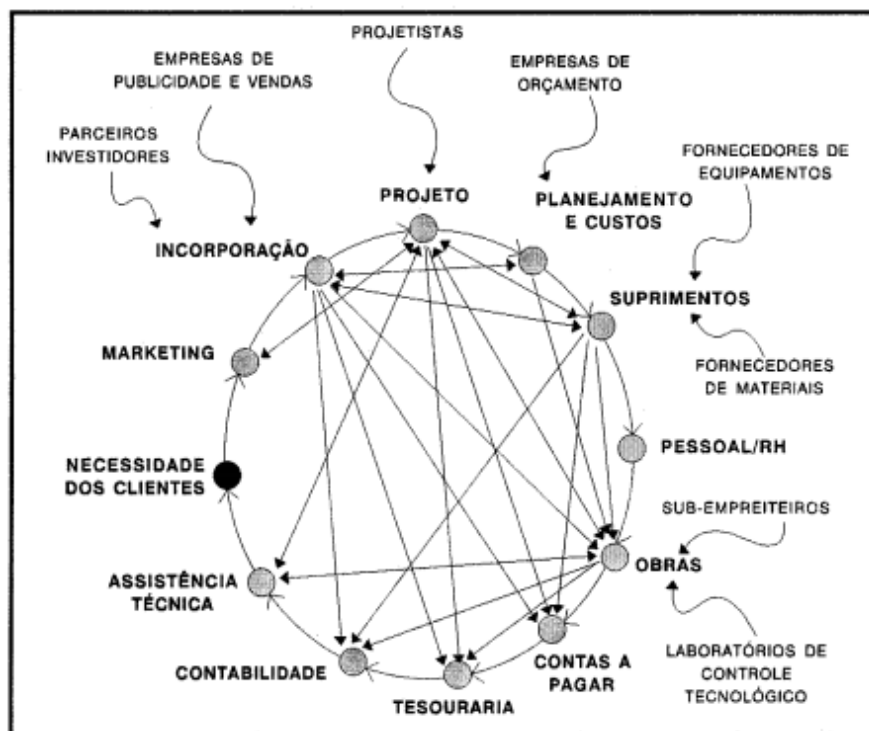 PROJETISTAS
EMPRESAS DE
PUBLICIDADE E VENDAS
EMPRESAS DE
ORÇAMENTO
PARCEIROS
INVESTIDORES
FORNECEDORES DE
EQUIPAMENTOS
PROJETO
PLANEJAMENTO
E CUSTOS
INCORPORAÇÃO
SUPRIMENTOS
MARKETING
FORNECEDORES
DE MATERIAIS
NECESSIDADE
DOS CLIENTES
PESSOAL/RH
SUB-EMPREITEIROS
OBRAS
ASSISTÊNCIA
TÉCNICA
CONTABILIDADE
CONTAS A
PAGAR
TESOURARIA
LABORATÓRIOS DE
CONTROLE
TECNOLÓGICO